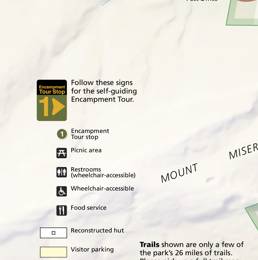 Encampment
Tour Stop
1
Follow these signs
for the self-guiding
Encampment Tour.
1
Encampment
Tour stop
Picnic area
Restrooms
(wheelchair-accessible)
Wheelchair-accessible
Food service
Reconstructed hut
Visitor parking
MOUNT
MISER
Trails shown are only a few of
the park's 26 miles of trails.